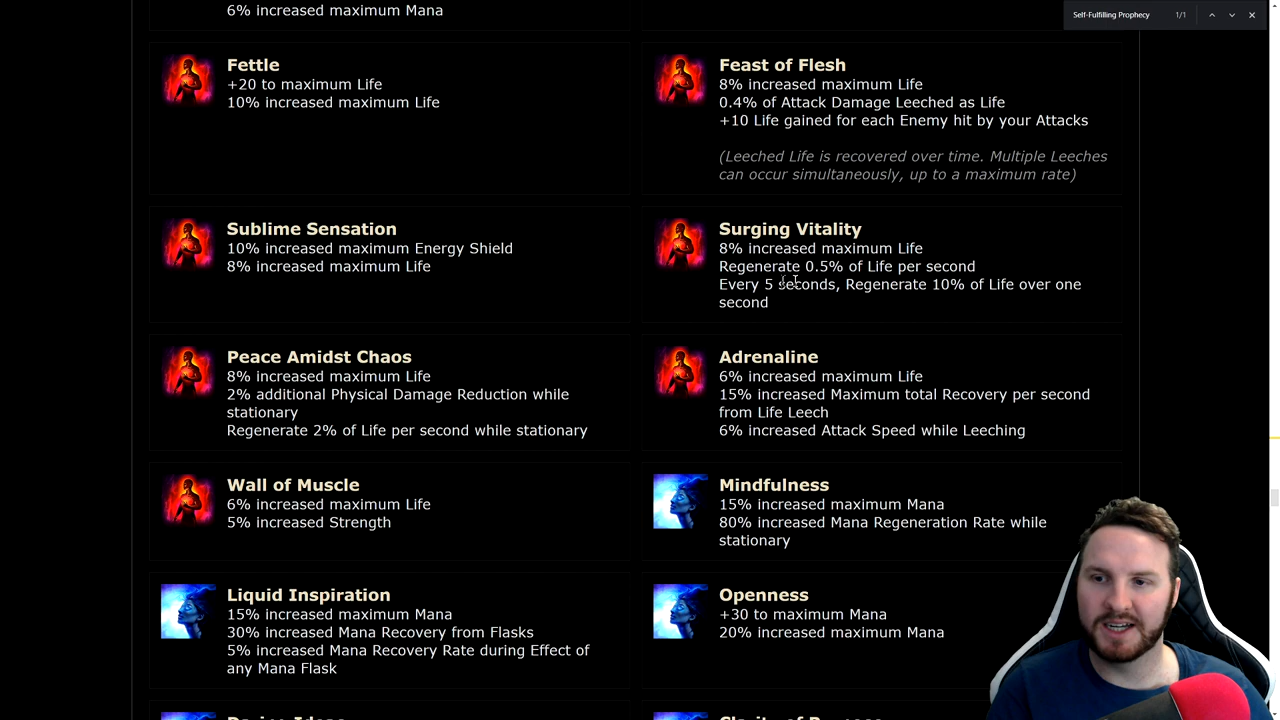 Self-Fulfilling Prophecy
1/1
6% increased maximum Mana
Fettle
+20 to maximum Life
10% increased maximum Life
Feast of Flesh
8% increased maximum Life
0.4% of Attack Damage Leeched as Life
+10 Life gained for each Enemy hit by your Attacks
(Leeched Life is recovered over time. Multiple Leeches
can occur simultaneously, up to a maximum rate)
Sublime Sensation
10% increased maximum Energy Shield
8% increased maximum Life
Surging Vitality
8% increased maximum Life
Regenerate 0.5% of Life per second
Every 5 seconds, Regenerate 10% of Life over one
second
Peace Amidst Chaos
8% increased maximum Life
2% additional Physical Damage Reduction while
stationary
Regenerate 2% of Life per second while stationary
Adrenaline
6% increased maximum Life
15% increased Maximum total Recovery per second
from Life Leech
6% increased Attack Speed while Leeching
Wall of Muscle
6% increased maximum Life
5% increased Strength
Mindfulness
15% increased maximum Mana
80% increased Mana Regeneration Rate while
stationary
Liquid Inspiration
15% increased maximum Mana
30% increased Mana Recovery from Flasks
5% increased Mana Recovery Rate during Effect of
any Mana Flask
Openness
+30 to maximum Mana
20% increased maximum Mana